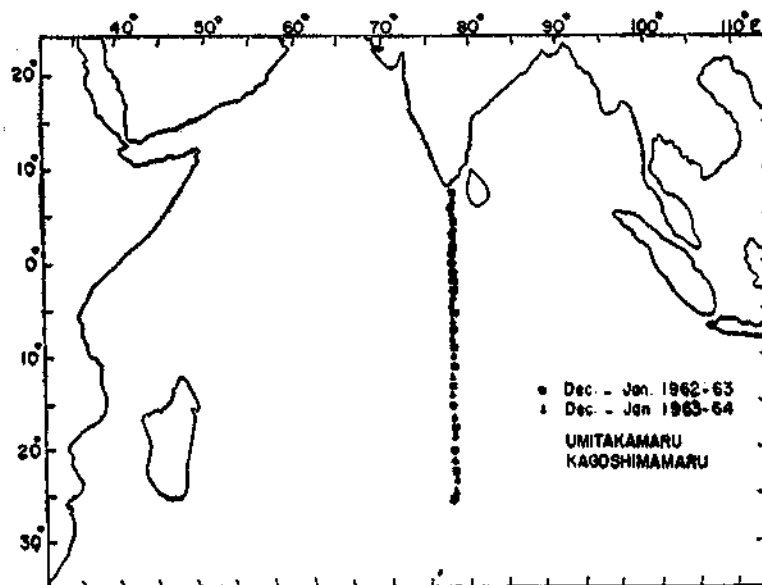 40° 50° 60° 70° 80° 90° 100° 110° E
20°
10°
0°
10°
20°
30°
Dec. - Jan. 1962-63
Dec. - Jan 1963-64
UMITAKAMARU
KAGOSHIMAMARU